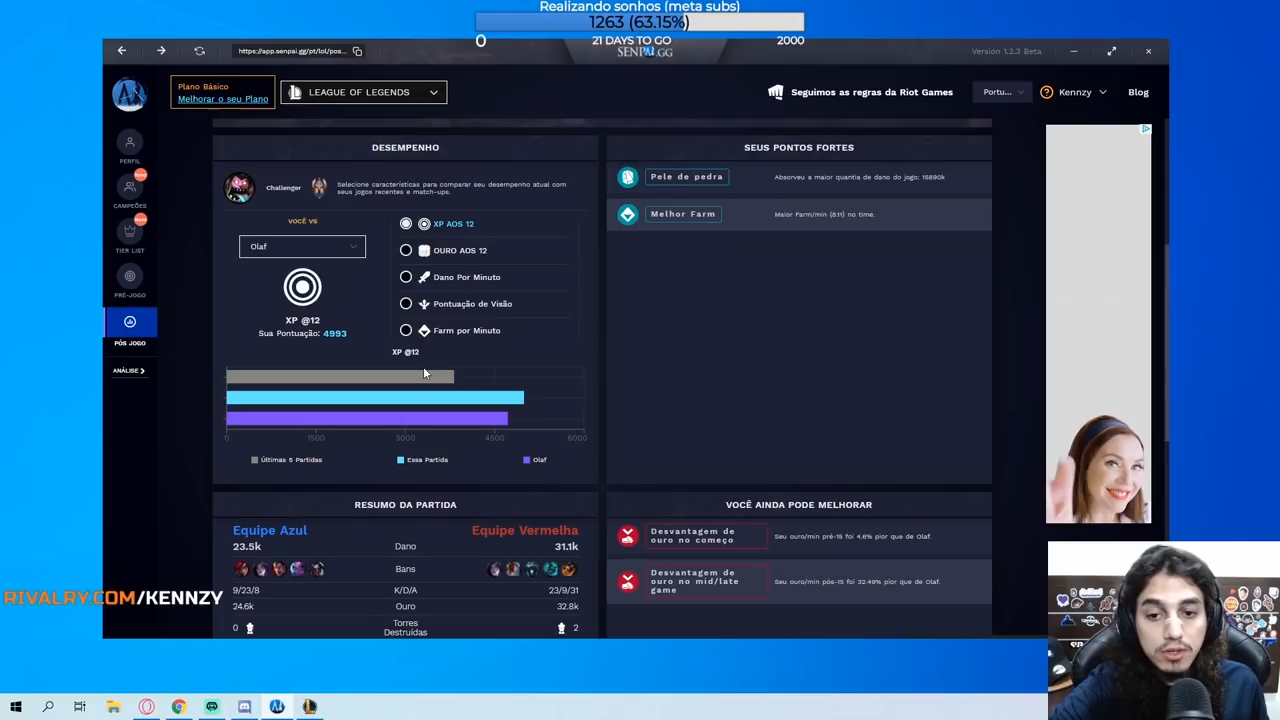 Realizando sonhos (meta subs)
1263 (63.15%)
0
21 DAYS TO GO
2000
SENPAI.GG
https://app.senpai.gg/pt/lol/pos...
Version 1.2.3 Beta
Plano Básico
Melhorar o seu Plano
LEAGUE OF LEGENDS
Seguimos as regras da Riot Games
Portu...
Kennzy
Blog
PERFIL
Novo
CAMPEÕES
Novo
TIER LIST
PRÉ-JOGO
PÓS JOGO
ANÁLISE
DESEMPENHO
Challenger
Selecione características para comparar seu desempenho atual com
seus jogos recentes e match-ups.
VOCÊ VS
Olaf
XP @12
Sua Pontuação: 4993
XP AOS 12
OURO AOS 12
Dano Por Minuto
Pontuação de Visão
Farm por Minuto
XP @12
0
1500
3000
4500
6000
Últimas 5 Partidas
Essa Partida
Olaf
SEUS PONTOS FORTES
Pele de pedra
Absorveu a maior quantia de dano do jogo: 15890k
Melhor Farm
Maior Farm/min (8.11) no time.
RESUMO DA PARTIDA
Equipe Azul
Equipe Vermelha
23.5k
Dano
31.1k
Bans
9/23/8
K/D/A
23/9/31
24.6k
Ouro
32.8k
0
Torres
Destruídas
2
VOCÊ AINDA PODE MELHORAR
Desvantagem de
ouro no começo
Seu ouro/min pré-15 foi 4.6% pior que de Olaf.
Desvantagem de
ouro no mid/late
game
Seu ouro/min pós-15 foi 32.49% pior que de Olaf.
RIVALRY.COM/KENNZY